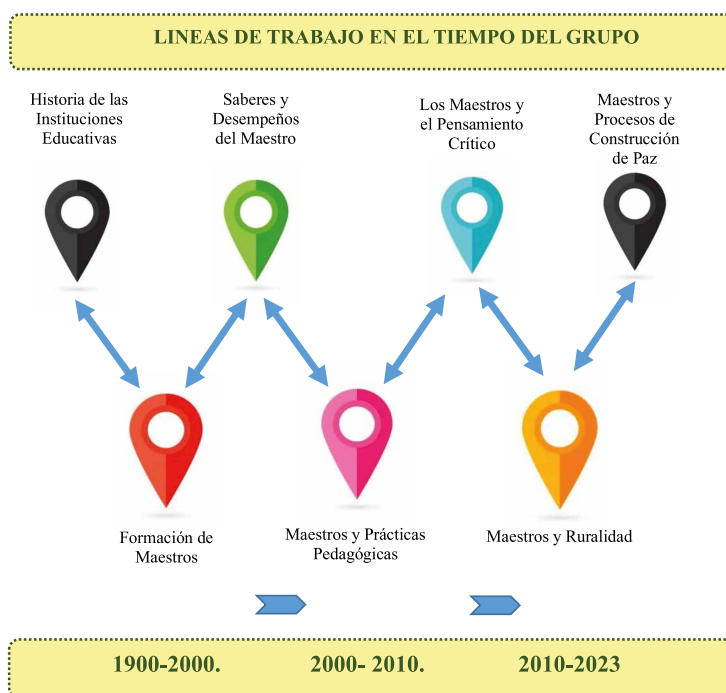 LINEAS DE TRABAJO EN EL TIEMPO DEL GRUPO
Historia de las
Instituciones
Educativas
Saberes y
Desempeños
del Maestro
Los Maestros y
el Pensamiento
Crítico
Maestros y
Procesos de
Construcción
de Paz
Formación de
Maestros
Maestros y Prácticas
Pedagógicas
Maestros y Ruralidad
1900-2000.
2000- 2010.
2010-2023